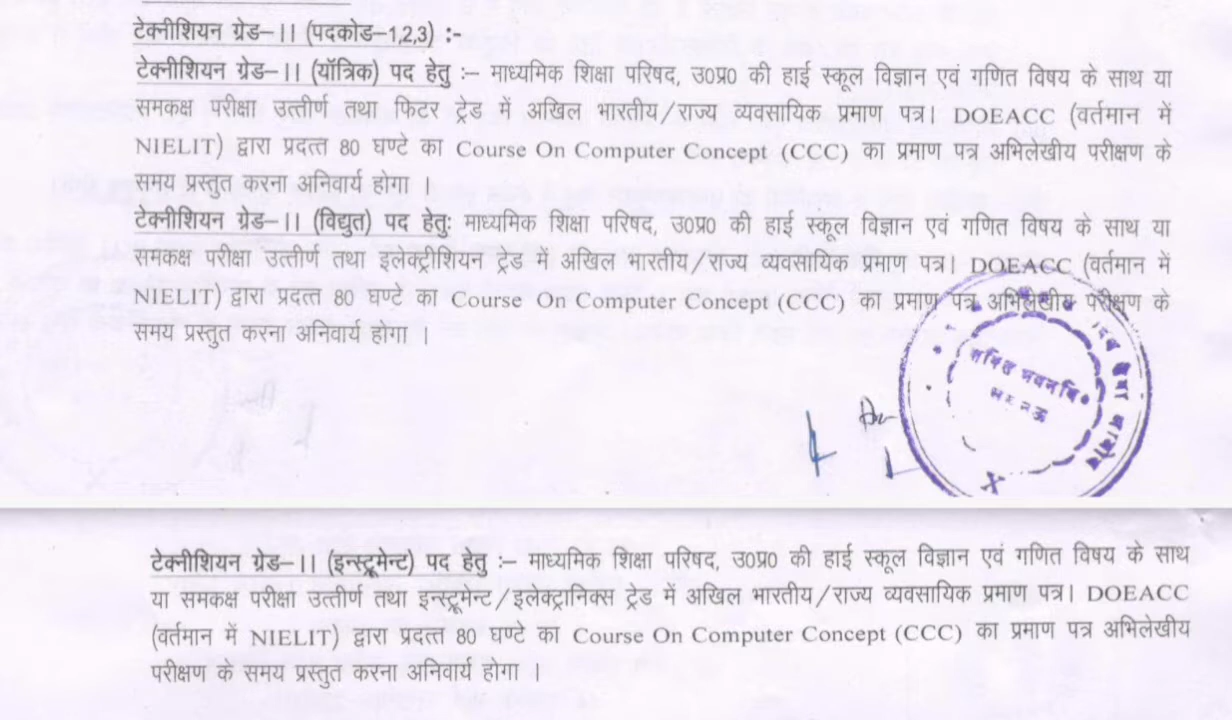 टेक्नीशियन ग्रेड–II (पदकोड–1,2,3) :-
टेक्नीशियन ग्रेड–II (यॉत्रिक) पद हेतु :– माध्यमिक शिक्षा परिषद, उ0प्र0 की हाई स्कूल विज्ञान एवं गणित विषय के साथ या
समकक्ष परीक्षा उत्तीर्ण तथा फिटर ट्रेड में अखिल भारतीय/राज्य व्यवसायिक प्रमाण पत्र। DOEACC (वर्तमान में
NIELIT) द्वारा प्रदत्त 80 घण्टे का Course On Computer Concept (CCC) का प्रमाण पत्र अभिलेखीय परीक्षण के
समय प्रस्तुत करना अनिवार्य होगा ।
टेक्नीशियन ग्रेड–II (विद्युत) पद हेतु: माध्यमिक शिक्षा परिषद, उ0प्र0 की हाई स्कूल विज्ञान एवं गणित विषय के साथ या
समकक्ष परीक्षा उत्तीर्ण तथा इलेक्ट्रीशियन ट्रेड में अखिल भारतीय/राज्य व्यवसायिक प्रमाण पत्र। DOEACC (वर्तमान में
NIELIT) द्वारा प्रदत्त 80 घण्टे का Course On Computer Concept (CCC) का प्रमाण पत्र अभिलेखीय परीक्षण के
समय प्रस्तुत करना अनिवार्य होगा ।
टेक्नीशियन ग्रेड–II (इन्स्ट्रूमेन्ट) पद हेतु :– माध्यमिक शिक्षा परिषद, उ0प्र0 की हाई स्कूल विज्ञान एवं गणित विषय के साथ
या समकक्ष परीक्षा उत्तीर्ण तथा इन्स्ट्रूमेन्ट/इलेक्ट्रानिक्स ट्रेड में अखिल भारतीय/राज्य व्यवसायिक प्रमाण पत्र। DOEACC
(वर्तमान में NIELIT) द्वारा प्रदत्त 80 घण्टे का Course On Computer Concept (CCC) का प्रमाण पत्र अभिलेखीय
परीक्षण के समय प्रस्तुत करना अनिवार्य होगा ।